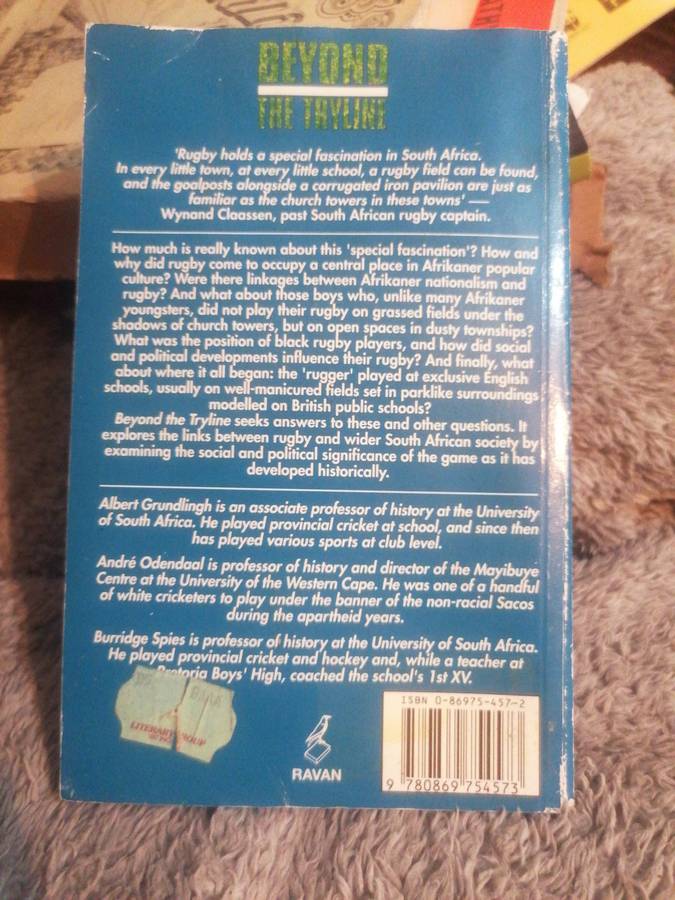 BEYOND
THE TRYLINE
'Rugby holds a special fascination in South Africa.
In every little town, at every little school, a rugby field can be found,
and the goalposts alongside a corrugated iron pavilion are just as
familiar as the church towers in these towns' —
Wynand Claassen, past South African rugby captain.
How much is really known about this 'special fascination'? How and
why did rugby come to occupy a central place in Afrikaner popular
culture? Were there linkages between Afrikaner nationalism and
rugby? And what about those boys who, unlike many Afrikaner
youngsters, did not play their rugby on grassed fields under the
shadows of church towers, but on open spaces in dusty townships?
What was the position of black rugby players, and how did social
and political developments influence their rugby? And finally, what
about where it all began: the 'rugger' played at exclusive English
schools, usually on well-manicured fields set in parklike surroundings
modelled on British public schools?
Beyond the Tryline seeks answers to these and other questions. It
explores the links between rugby and wider South African society by
examining the social and political significance of the game as it has
developed historically.
Albert Grundlingh is an associate professor of history at the University
of South Africa. He played provincial cricket at school, and since then
has played various sports at club level.
André Odendaal is professor of history and director of the Mayibuye
Centre at the University of the Western Cape. He was one of a handful
of white cricketers to play under the banner of the non-racial Sacos
during the apartheid years.
Burridge Spies is professor of history at the University of South Africa.
He played provincial cricket and hockey and, while a teacher at
Pretoria Boys' High, coached the school's 1st XV.
LITERARY GROUP
RAVAN
ISBN 0-86975-457-2
9 780869 754573